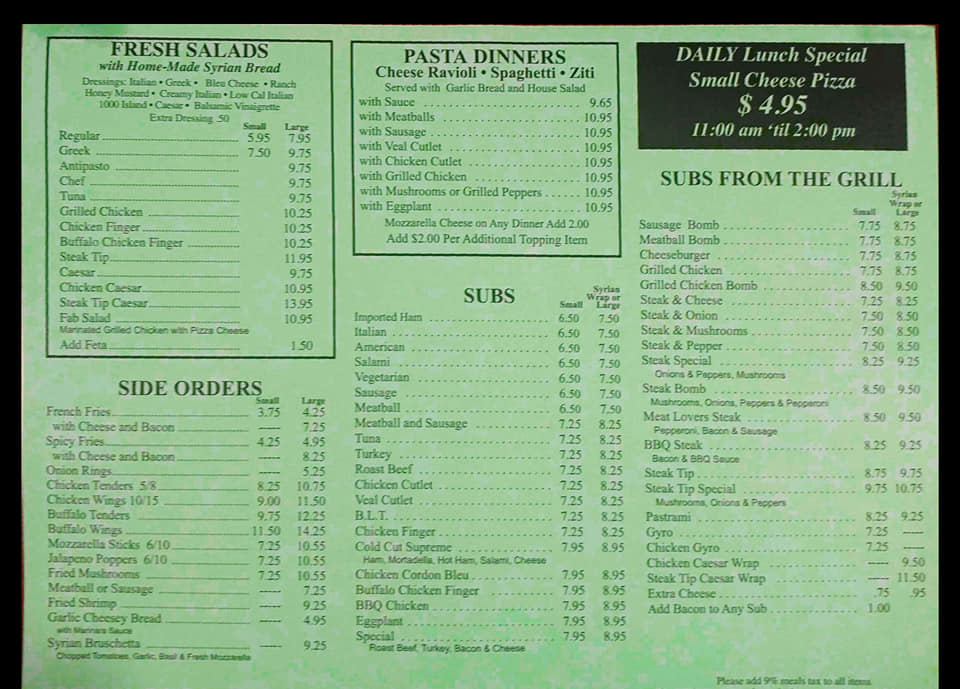 FRESH SALADS
with Home-Made Syrian Bread
Dressings: Italian • Greek • Bleu Cheese • Ranch
Honey Mustard • Creamy Italian • Low Cal Italian
1000 Island • Caesar • Balsamic Vinaigrette
Extra Dressing .50
Small Large
Regular 5.95 7.95
Greek 7.50 9.75
Antipasto 9.75
Chef 9.75
Tuna 9.75
Grilled Chicken 10.25
Chicken Finger 10.25
Buffalo Chicken Finger 10.25
Steak Tip 11.95
Caesar 9.75
Chicken Caesar 10.95
Steak Tip Caesar 13.95
Fab Salad 10.95
Marinated Grilled Chicken with Pizza Cheese
Add Feta 1.50
SIDE ORDERS
Small Large
French Fries 3.75 4.25
with Cheese and Bacon ----- 7.25
Spicy Fries 4.25 4.95
with Cheese and Bacon ----- 8.25
Onion Rings ----- 5.25
Chicken Tenders 5/8 8.25 10.75
Chicken Wings 10/15 9.00 11.50
Buffalo Tenders 9.75 12.25
Buffalo Wings 11.50 14.25
Mozzarella Sticks 6/10 7.25 10.55
Jalapeno Poppers 6/10 7.25 10.55
Fried Mushrooms 7.25 10.55
Meatball or Sausage ----- 7.25
Fried Shrimp ----- 9.25
Garlic Cheesey Bread ----- 4.95
with Marinara Sauce
Syrian Bruschetta ----- 9.25
Chopped Tomatoes, Garlic, Basil & Fresh Mozzarella
PASTA DINNERS
Cheese Ravioli • Spaghetti • Ziti
Served with Garlic Bread and House Salad
with Sauce 9.65
with Meatballs 10.95
with Sausage 10.95
with Veal Cutlet 10.95
with Chicken Cutlet 10.95
with Grilled Chicken 10.95
with Mushrooms or Grilled Peppers 10.95
with Eggplant 10.95
Mozzarella Cheese on Any Dinner Add 2.00
Add $2.00 Per Additional Topping Item
SUBS
Small Syrian Wrap or Large
Imported Ham 6.50 7.50
Italian 6.50 7.50
American 6.50 7.50
Salami 6.50 7.50
Vegetarian 6.50 7.50
Sausage 6.50 7.50
Meatball 6.50 7.50
Meatball and Sausage 7.25 8.25
Tuna 7.25 8.25
Turkey 7.25 8.25
Roast Beef 7.25 8.25
Chicken Cutlet 7.25 8.25
Veal Cutlet 7.25 8.25
B.L.T. 7.25 8.25
Chicken Finger 7.25 8.25
Cold Cut Supreme 7.95 8.95
Ham, Mortadella, Hot Ham, Salami, Cheese
Chicken Cordon Bleu 7.95 8.95
Buffalo Chicken Finger 7.95 8.95
BBQ Chicken 7.95 8.95
Eggplant 7.95 8.95
Special 7.95 8.95
Roast Beef, Turkey, Bacon & Cheese
DAILY Lunch Special
Small Cheese Pizza
$ 4.95
11:00 am ‘til 2:00 pm
SUBS FROM THE GRILL
Small Syrian Wrap or Large
Sausage Bomb 7.75 8.75
Meatball Bomb 7.75 8.75
Cheeseburger 7.75 8.75
Grilled Chicken 7.75 8.75
Grilled Chicken Bomb 8.50 9.50
Steak & Cheese 7.25 8.25
Steak & Onion 7.50 8.50
Steak & Mushrooms 7.50 8.50
Steak & Pepper 7.50 8.50
Steak Special 8.25 9.25
Onions & Peppers, Mushrooms
Steak Bomb 8.50 9.50
Mushrooms, Onions, Peppers & Pepperoni
Meat Lovers Steak 8.50 9.50
Pepperoni, Bacon & Sausage
BBQ Steak 8.25 9.25
Bacon & BBQ Sauce
Steak Tip 8.75 9.75
Steak Tip Special 9.75 10.75
Mushrooms, Onions & Peppers
Pastrami 8.25 9.25
Gyro 7.25 -----
Chicken Gyro 7.25 -----
Chicken Caesar Wrap ----- 9.50
Steak Tip Caesar Wrap ----- 11.50
Extra Cheese .75 .95
Add Bacon to Any Sub 1.00
Please add 9% meals tax to all items